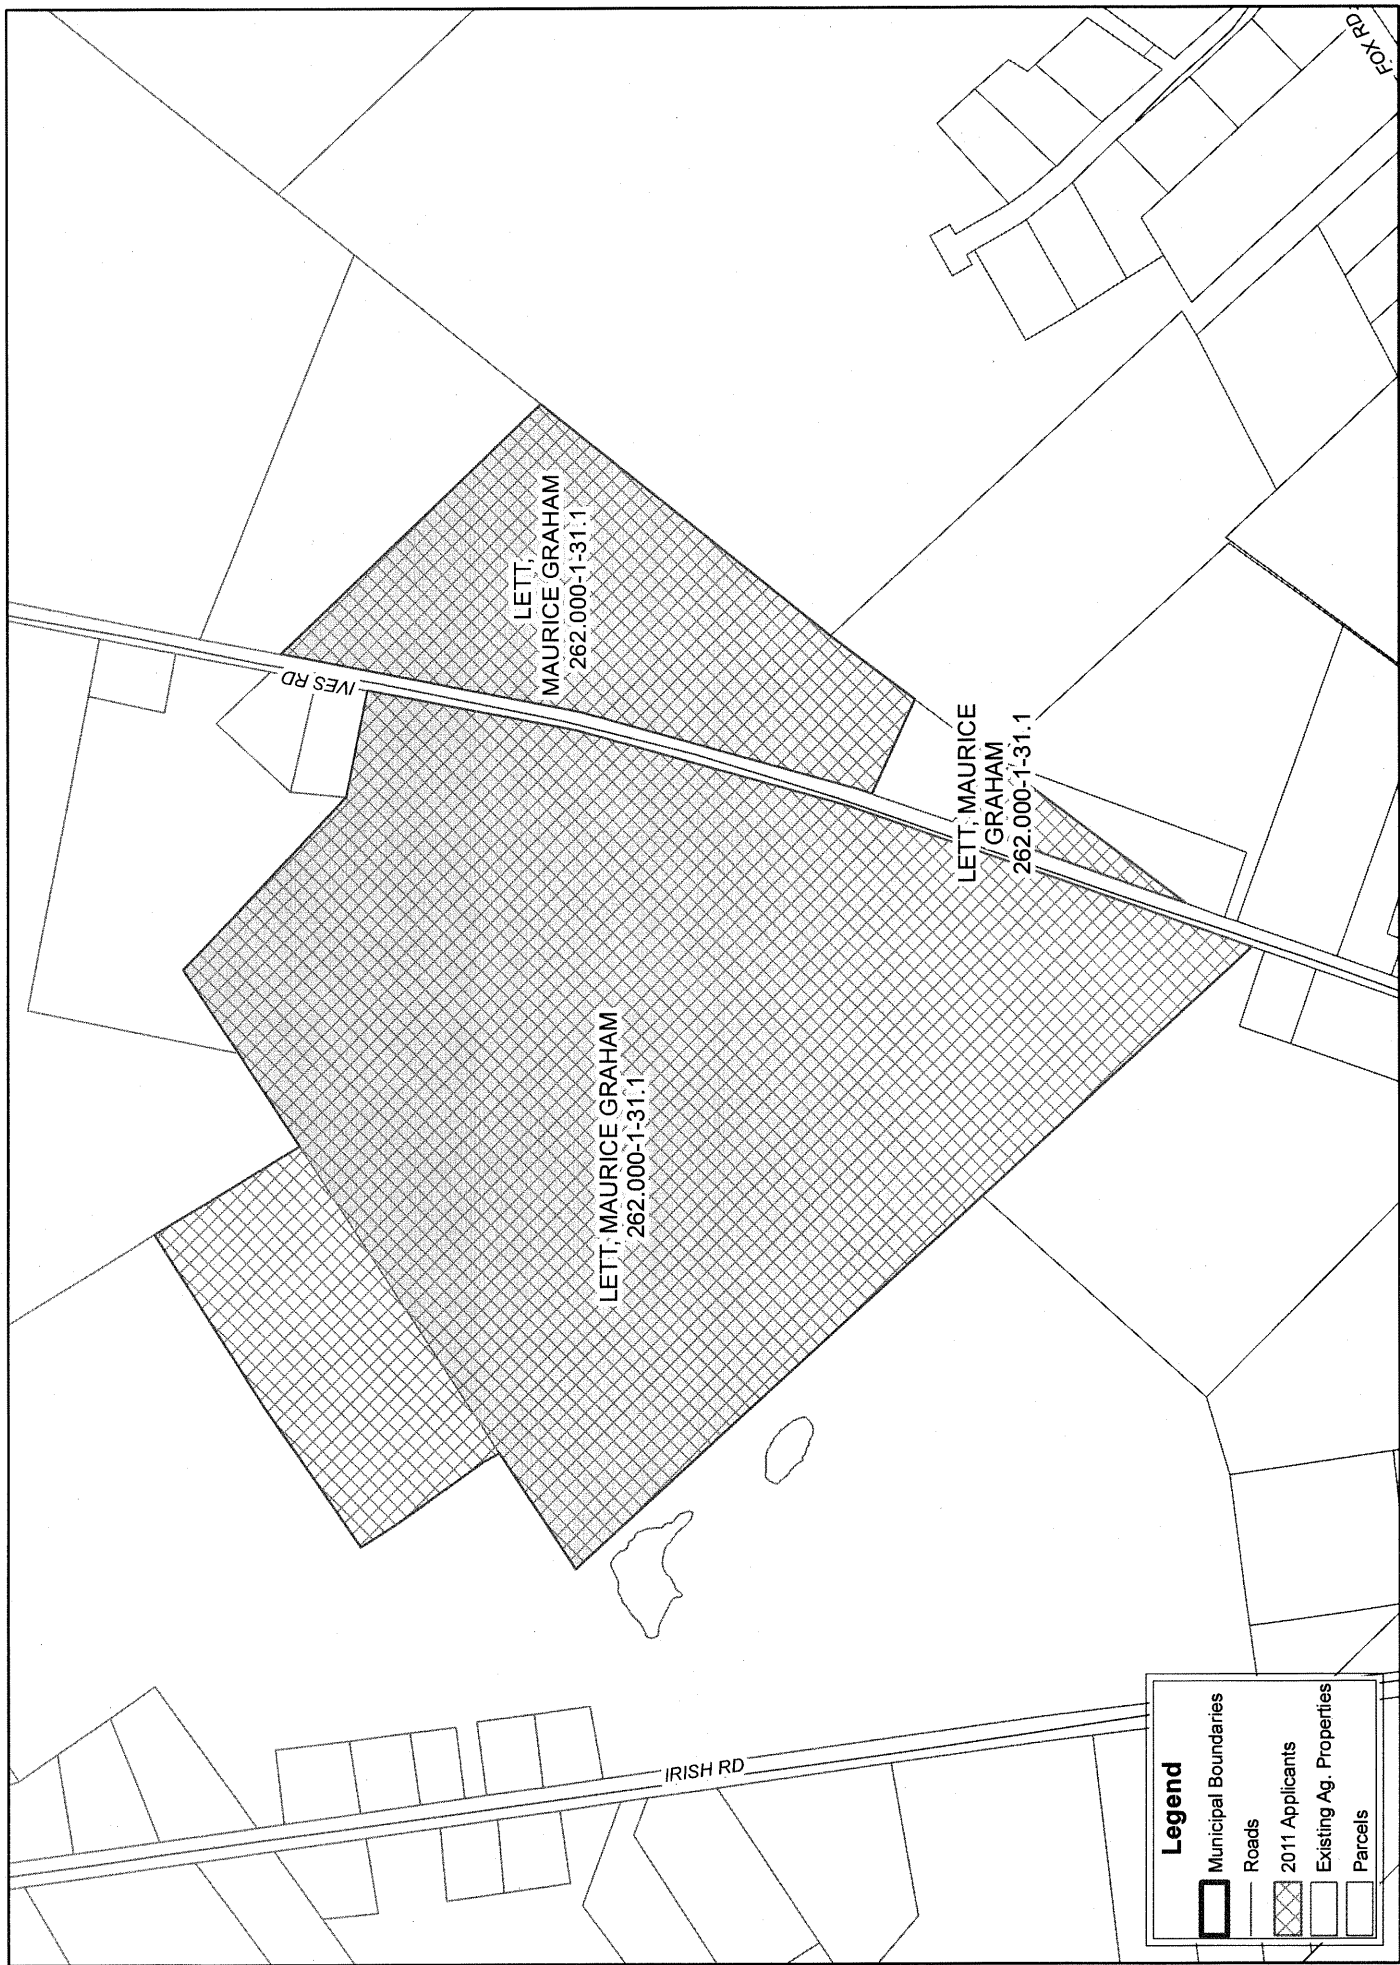 FOX RD
IVES RD
LETT,
MAURICE GRAHAM
262.000-1-31.1
LETT, MAURICE
GRAHAM
262.000-1-31.1
LETT, MAURICE GRAHAM
262.000-1-31.1
IRISH RD
Legend
Municipal Boundaries
Roads
2011 Applicants
Existing Ag. Properties
Parcels